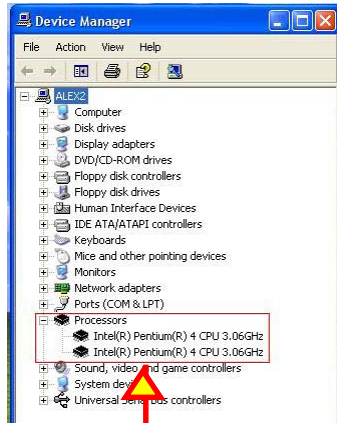 Device Manager
File Action View Help
ALEX2
Computer
Disk drives
Display adapters
DVD/CD-ROM drives
Floppy disk controllers
Floppy disk drives
Human Interface Devices
IDE ATA/ATAPI controllers
Keyboards
Mice and other pointing devices
Monitors
Network adapters
Ports (COM & LPT)
Processors
Intel(R) Pentium(R) 4 CPU 3.06GHz
Intel(R) Pentium(R) 4 CPU 3.06GHz
Sound, video and game controllers
System devices
Universal Serial Bus controllers